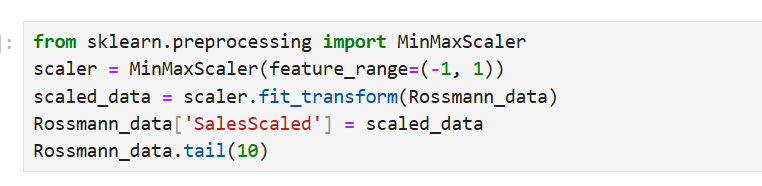 ]:
from sklearn.preprocessing import MinMaxScaler
scaler = MinMaxScaler(feature_range=(-1, 1))
scaled_data = scaler.fit_transform(Rossmann_data)
Rossmann_data['SalesScaled'] = scaled_data
Rossmann_data.tail(10)